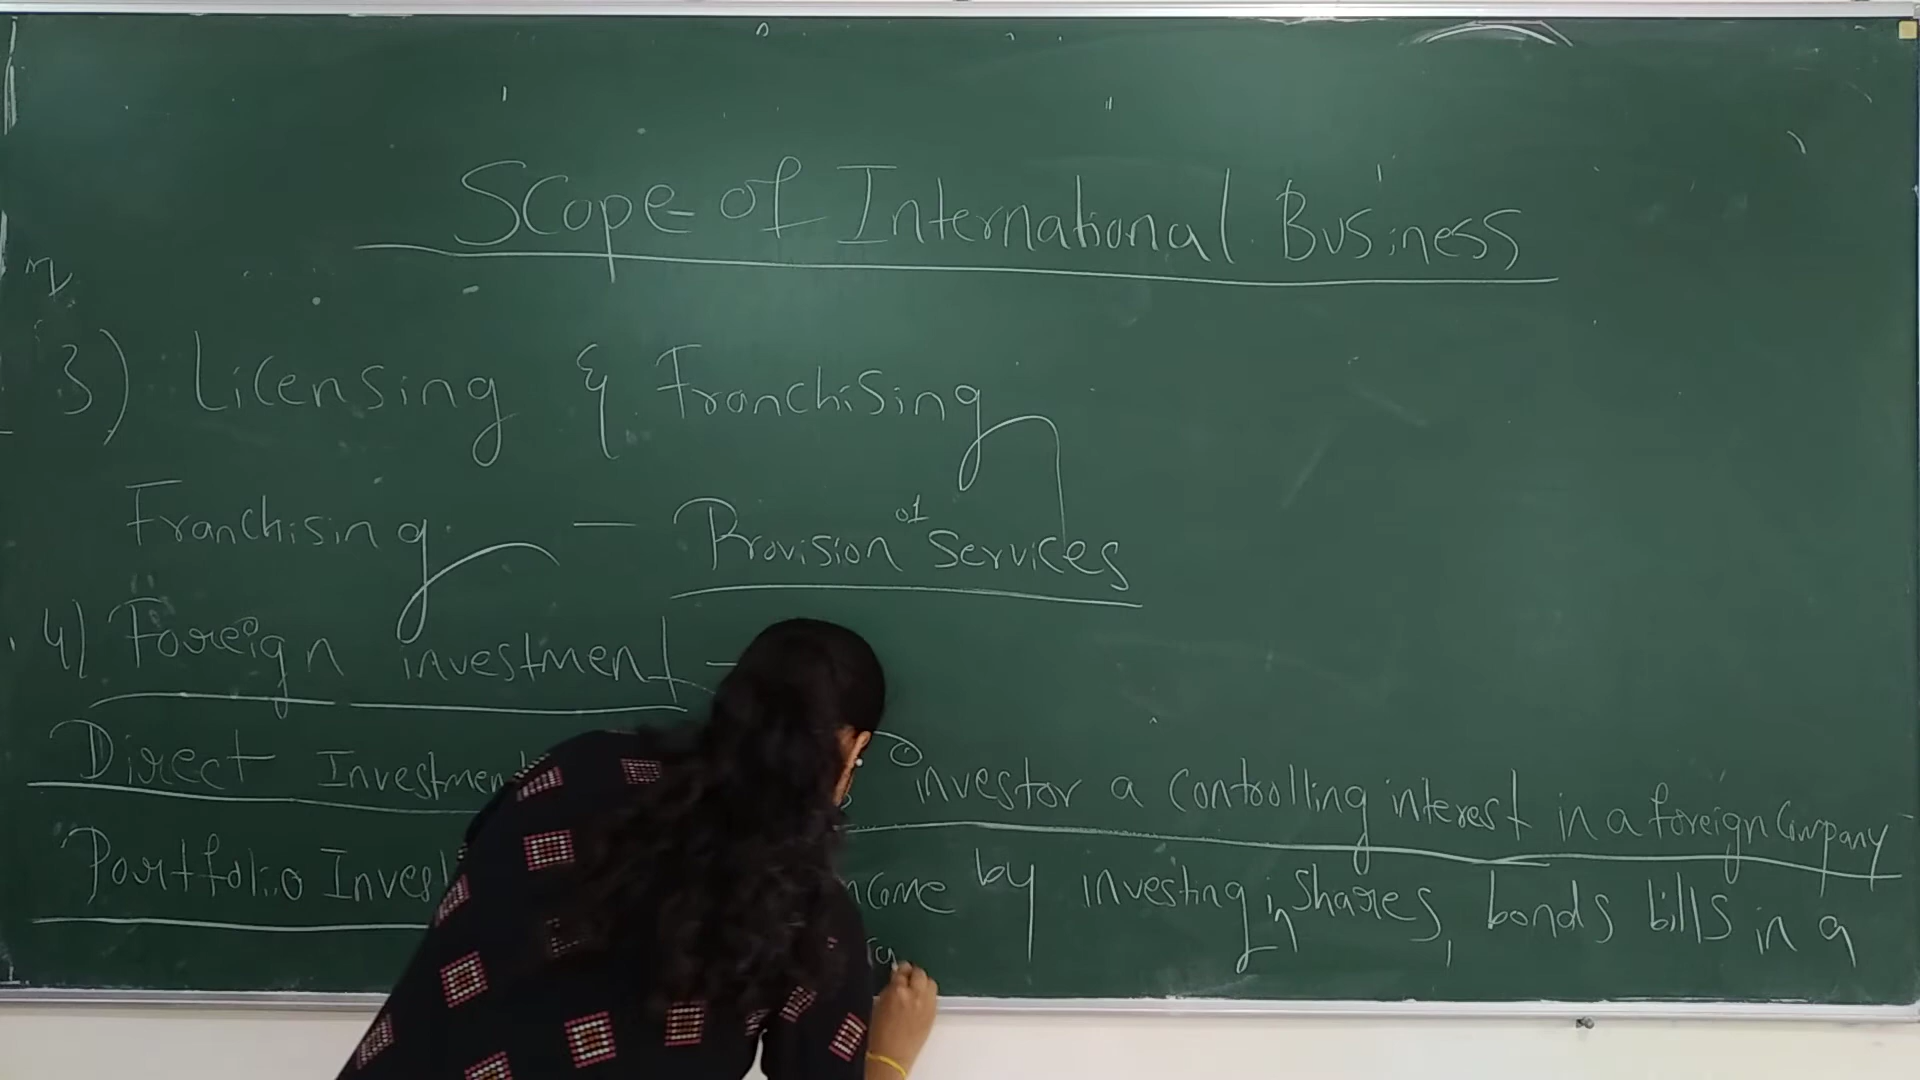 Scope of International Business
3) Licensing & Franchising
Franchising — Provision of Services
4) Foreign investment —
Direct Investment investor a controlling interest in a foreign Company
Portfolio Invest income by investing in shares, bonds bills in a